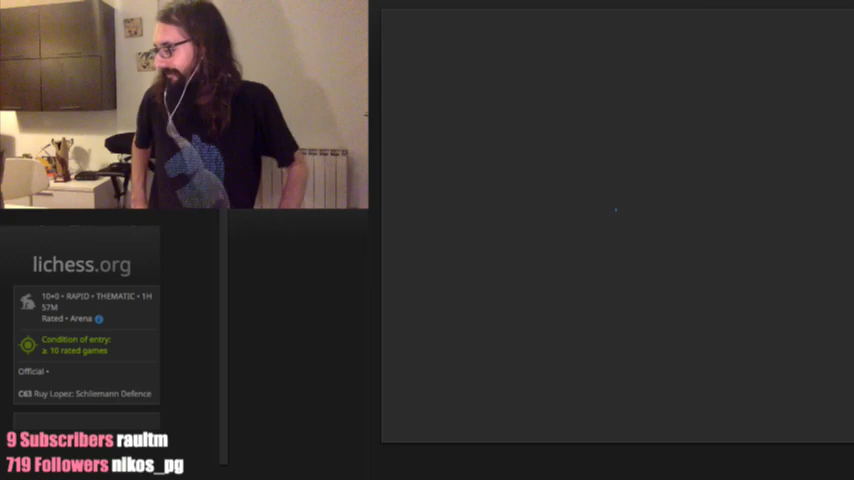 lichess.org
10+0 • RAPID • THEMATIC • 1H
57M
Rated • Arena
Condition of entry:
≥ 10 rated games
Official •
C63 Ruy Lopez: Schliemann Defence
9 Subscribers raultm
719 Followers nikos_pg